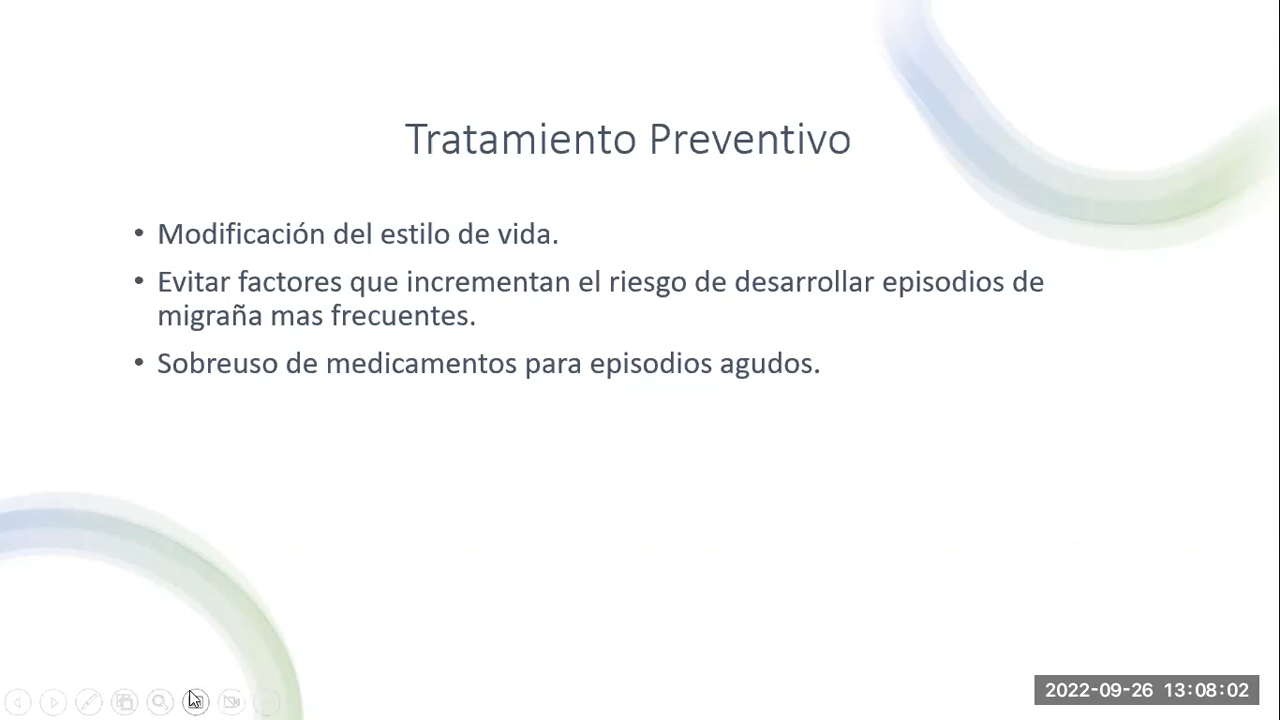 Tratamiento Preventivo
• Modificación del estilo de vida.
• Evitar factores que incrementan el riesgo de desarrollar episodios de
migraña mas frecuentes.
• Sobreuso de medicamentos para episodios agudos.
2022-09-26 13:08:02